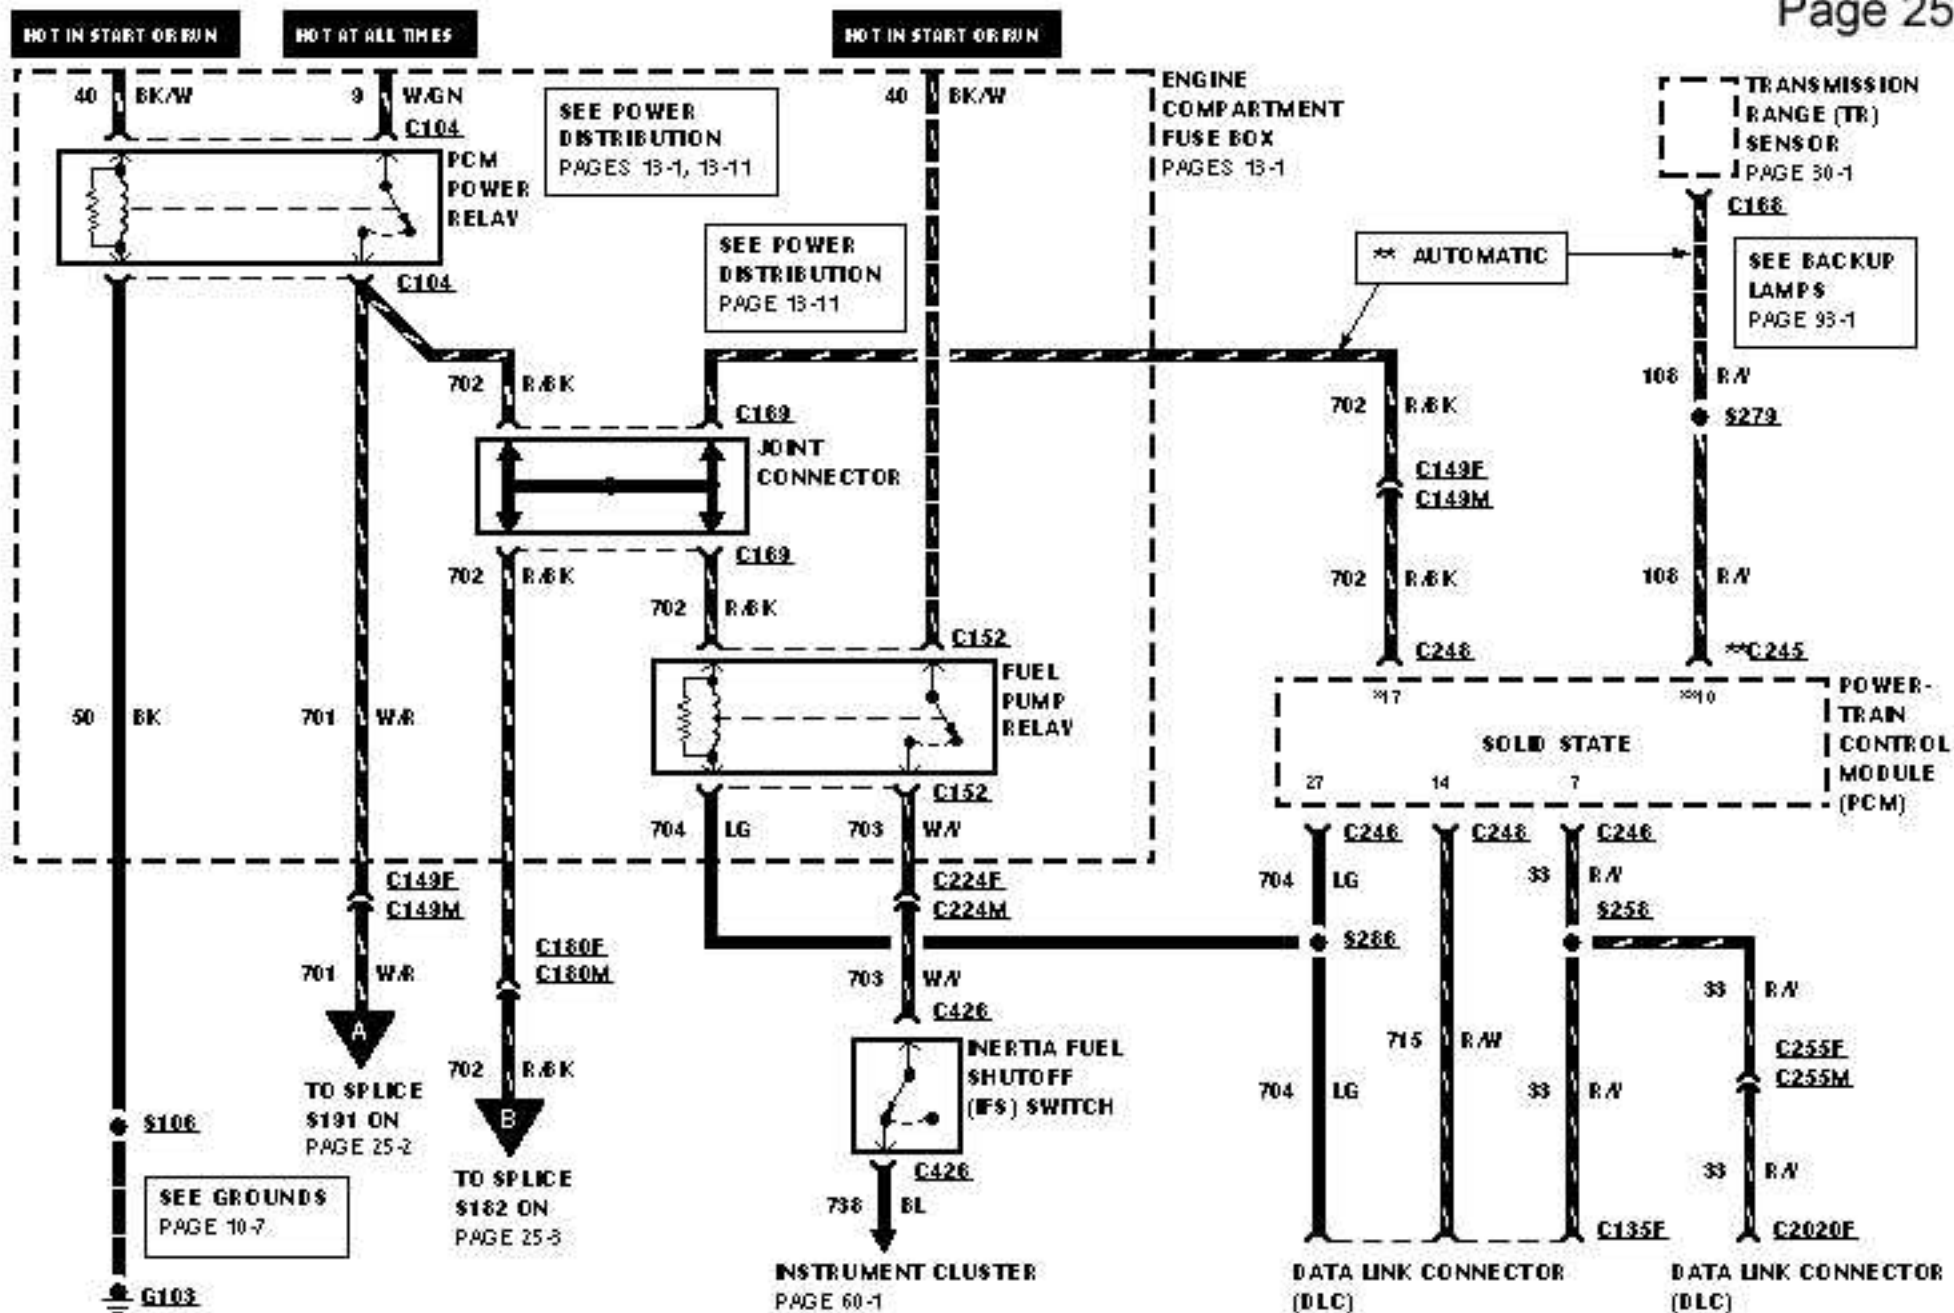 Page 25
HOT IN START OR RUN
HOT AT ALL TIMES
HOT IN START OR RUN
40 BK/W
9 W/GN
C104
SEE POWER
DISTRIBUTION
PAGES 13-1, 13-11
40 BK/W
ENGINE
COMPARTMENT
FUSE BOX
PAGES 13-1
TRANSMISSION
RANGE (TR)
SENSOR
PAGE 30-1
C168
PCM
POWER
RELAY
C104
SEE POWER
DISTRIBUTION
PAGE 13-11
** AUTOMATIC
SEE BACKUP
LAMPS
PAGE 93-1
702 R/BK
C169
702 R/BK
108 R/Y
S279
JOINT
CONNECTOR
C149F
C149M
C169
702 R/BK
702 R/BK
702 R/BK
108 R/Y
C152
C246
**C245
FUEL
PUMP
RELAY
*17
**10
POWER-
TRAIN
CONTROL
MODULE
(PCM)
SOLID STATE
27
14
7
50 BK
701 W/R
C152
704 LG
703 W/Y
C246
C246
C246
C149F
C149M
C224F
C224M
704 LG
33 R/Y
S258
S286
C180F
C180M
701 W/R
703 W/Y
C426
33 R/Y
A
TO SPLICE
S191 ON
PAGE 25-2
702 R/BK
B
TO SPLICE
S182 ON
PAGE 25-3
INERTIA FUEL
SHUTOFF
(IFS) SWITCH
715 R/W
C255F
C255M
704 LG
33 R/Y
S106
SEE GROUNDS
PAGE 10-7
C426
738 BL
33 R/Y
C135F
C2020F
G103
INSTRUMENT CLUSTER
PAGE 60-1
DATA LINK CONNECTOR
(DLC)
DATA LINK CONNECTOR
(DLC)